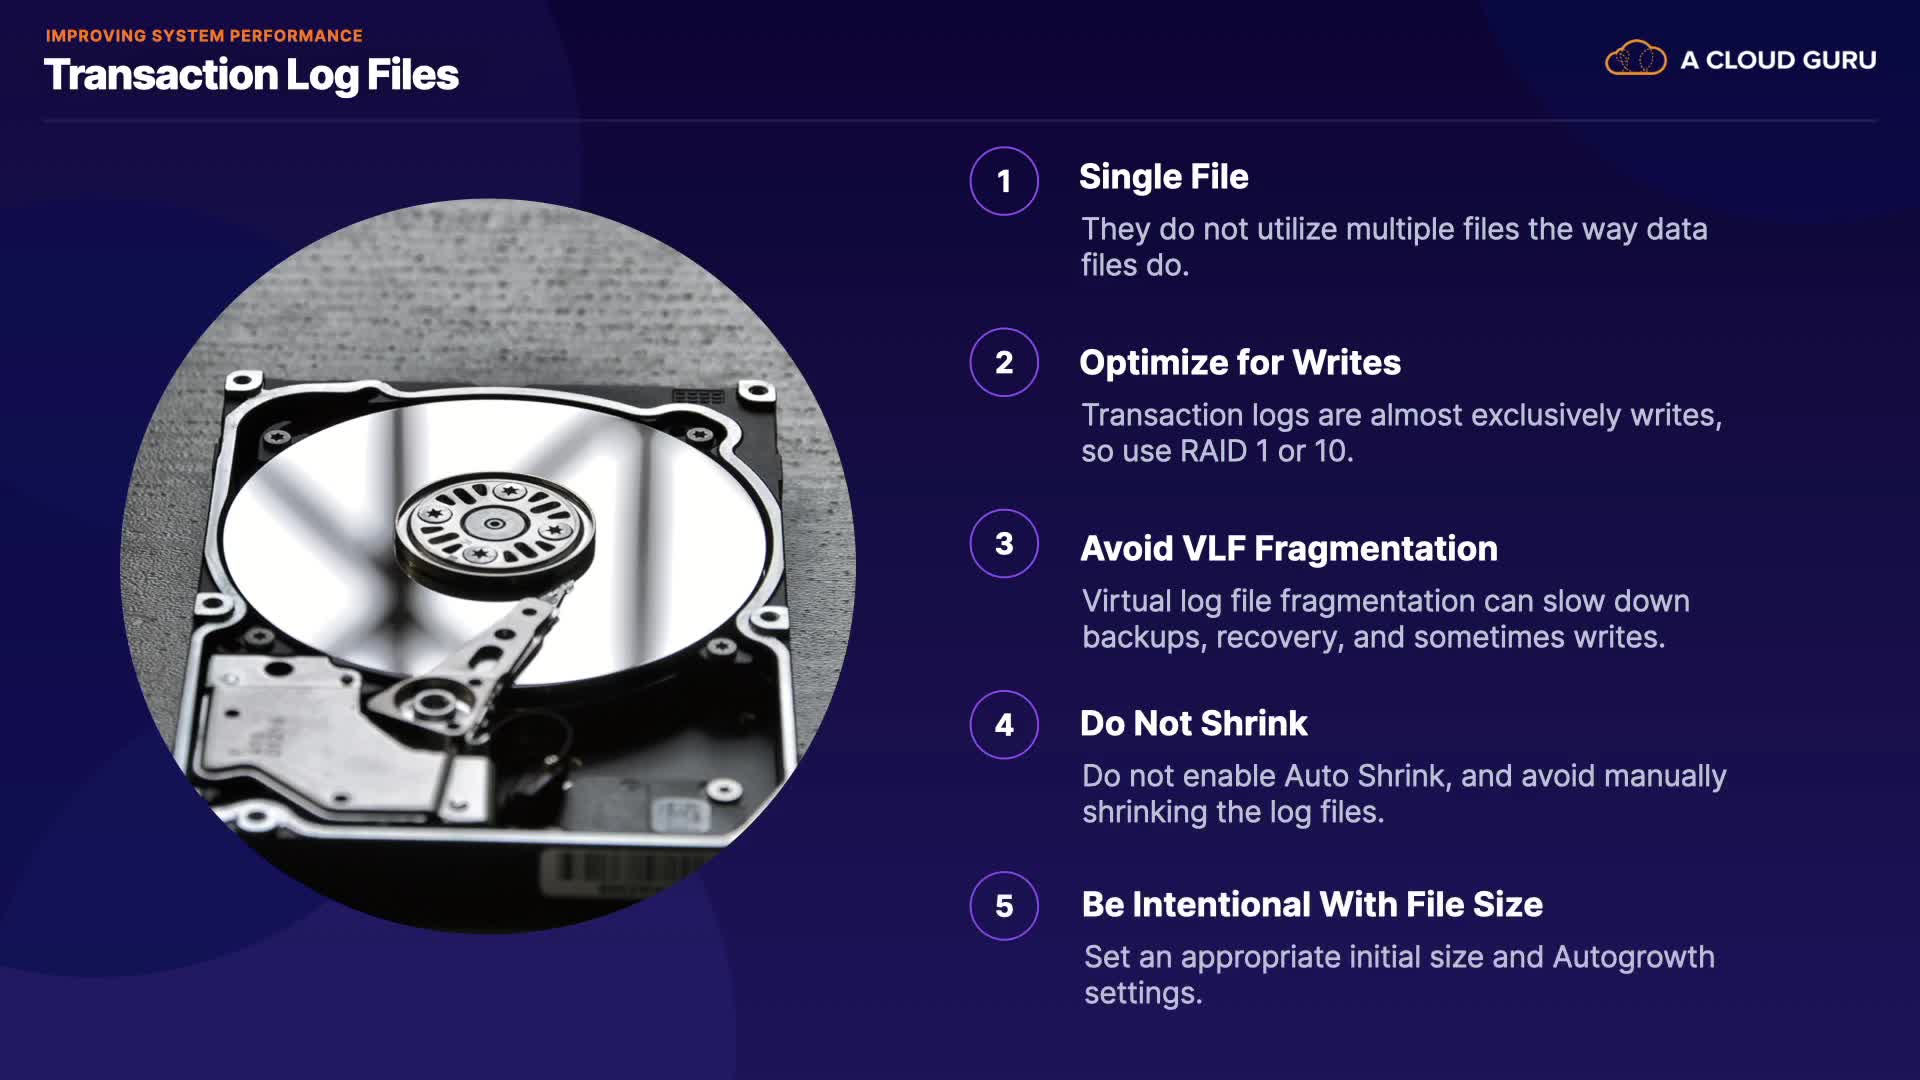 IMPROVING SYSTEM PERFORMANCE
Transaction Log Files
A CLOUD GURU
1
Single File
They do not utilize multiple files the way data
files do.
2
Optimize for Writes
Transaction logs are almost exclusively writes,
so use RAID 1 or 10.
3
Avoid VLF Fragmentation
Virtual log file fragmentation can slow down
backups, recovery, and sometimes writes.
4
Do Not Shrink
Do not enable Auto Shrink, and avoid manually
shrinking the log files.
5
Be Intentional With File Size
Set an appropriate initial size and Autogrowth
settings.